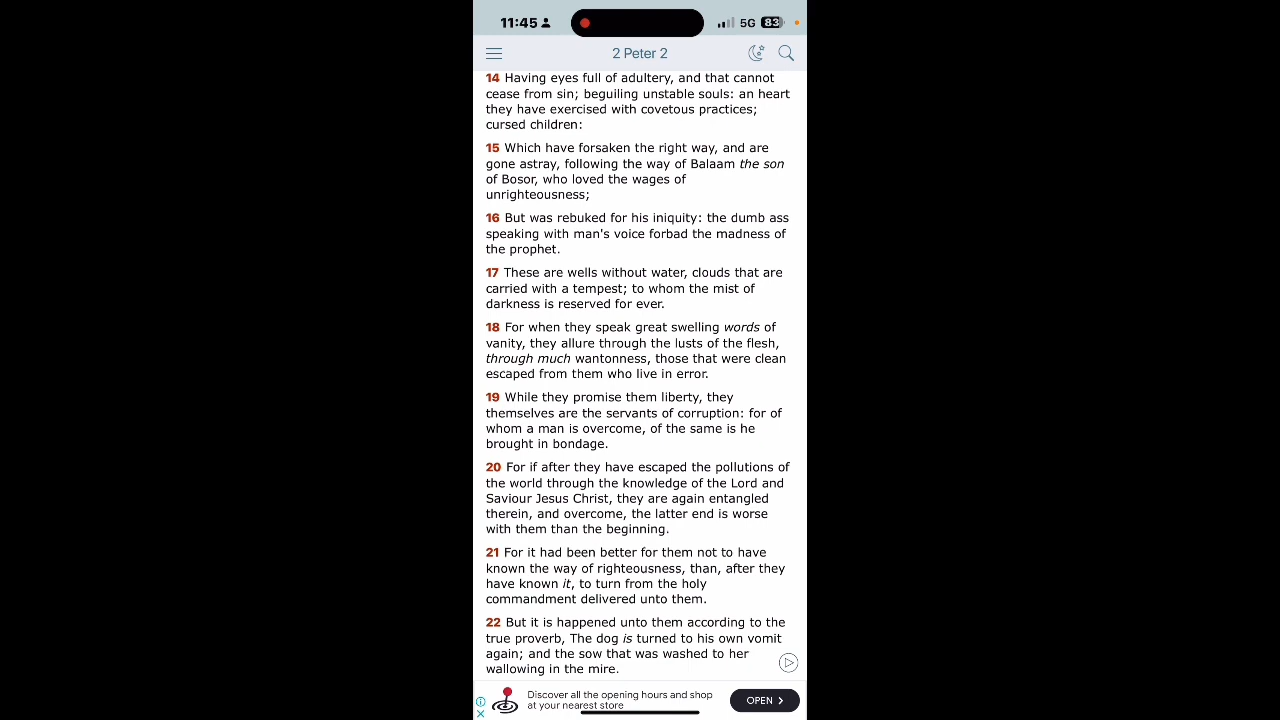 11:45
5G 83
2 Peter 2
14 Having eyes full of adultery, and that cannot
cease from sin; beguiling unstable souls: an heart
they have exercised with covetous practices;
cursed children:
15 Which have forsaken the right way, and are
gone astray, following the way of Balaam the son
of Bosor, who loved the wages of
unrighteousness;
16 But was rebuked for his iniquity: the dumb ass
speaking with man's voice forbad the madness of
the prophet.
17 These are wells without water, clouds that are
carried with a tempest; to whom the mist of
darkness is reserved for ever.
18 For when they speak great swelling words of
vanity, they allure through the lusts of the flesh,
through much wantonness, those that were clean
escaped from them who live in error.
19 While they promise them liberty, they
themselves are the servants of corruption: for of
whom a man is overcome, of the same is he
brought in bondage.
20 For if after they have escaped the pollutions of
the world through the knowledge of the Lord and
Saviour Jesus Christ, they are again entangled
therein, and overcome, the latter end is worse
with them than the beginning.
21 For it had been better for them not to have
known the way of righteousness, than, after they
have known it, to turn from the holy
commandment delivered unto them.
22 But it is happened unto them according to the
true proverb, The dog is turned to his own vomit
again; and the sow that was washed to her
wallowing in the mire.
Discover all the opening hours and shop
at your nearest store
OPEN